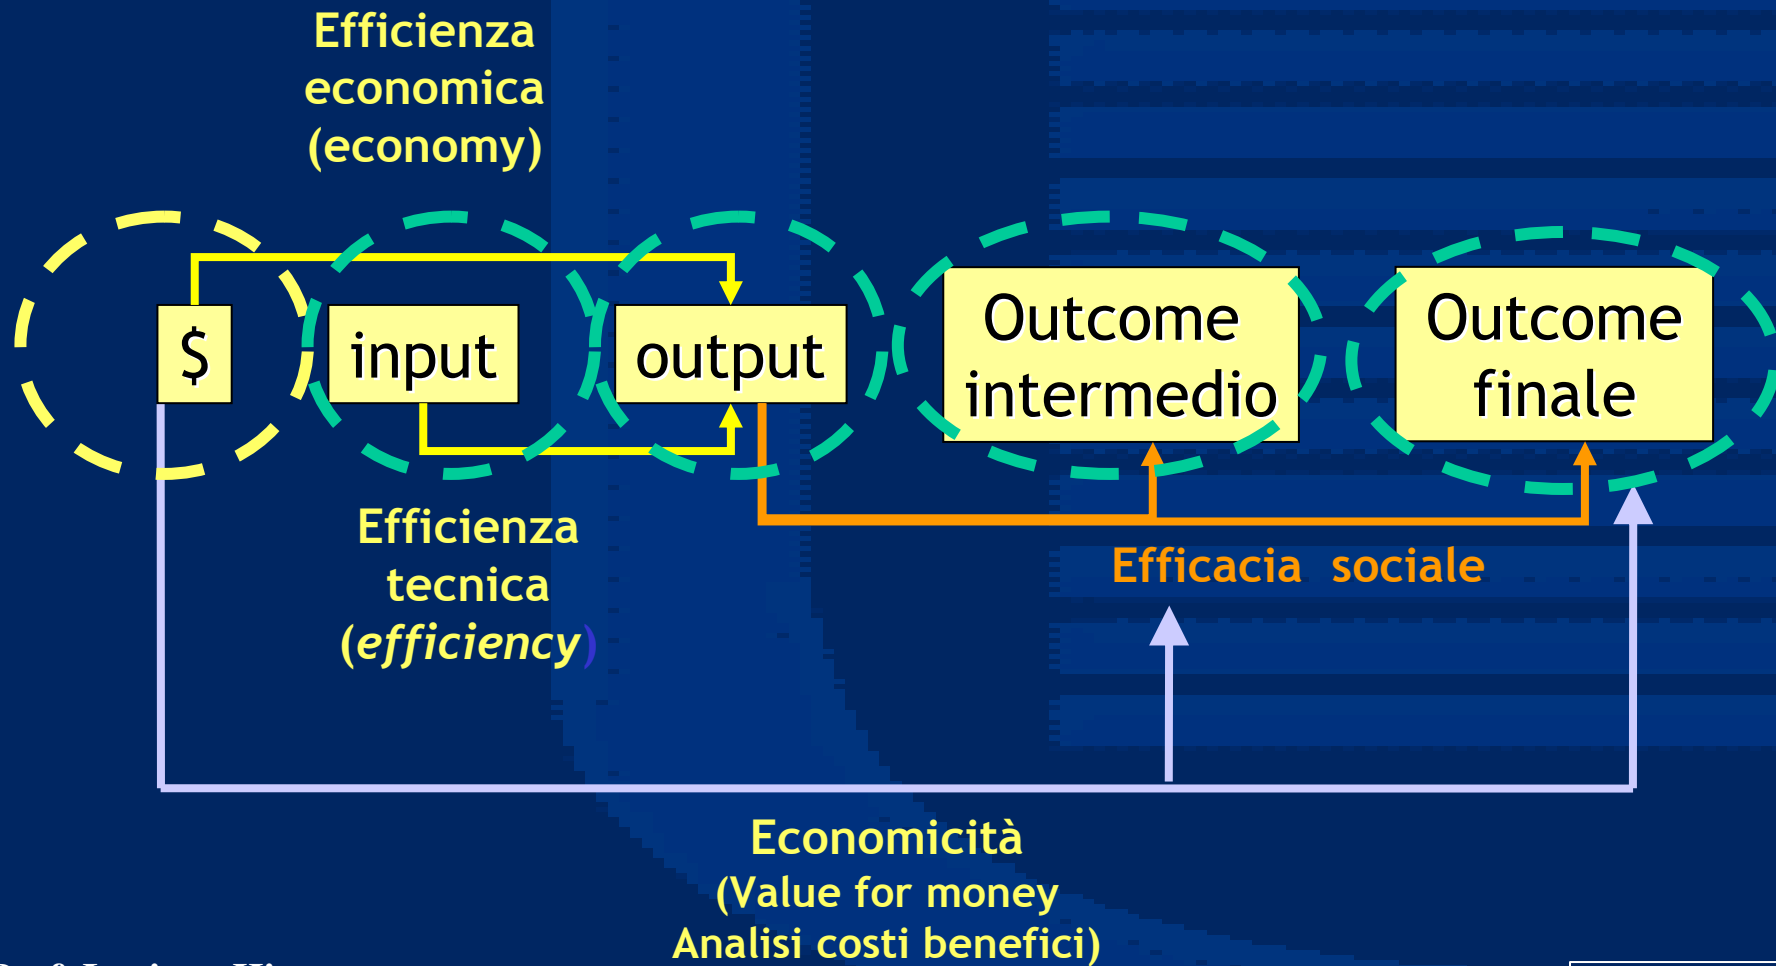 Efficienza
economica
(economy)
$
input
output
Outcome
intermedio
Outcome
finale
Efficienza
tecnica
(efficiency)
Efficacia sociale
Economicità
(Value for money
Analisi costi benefici)